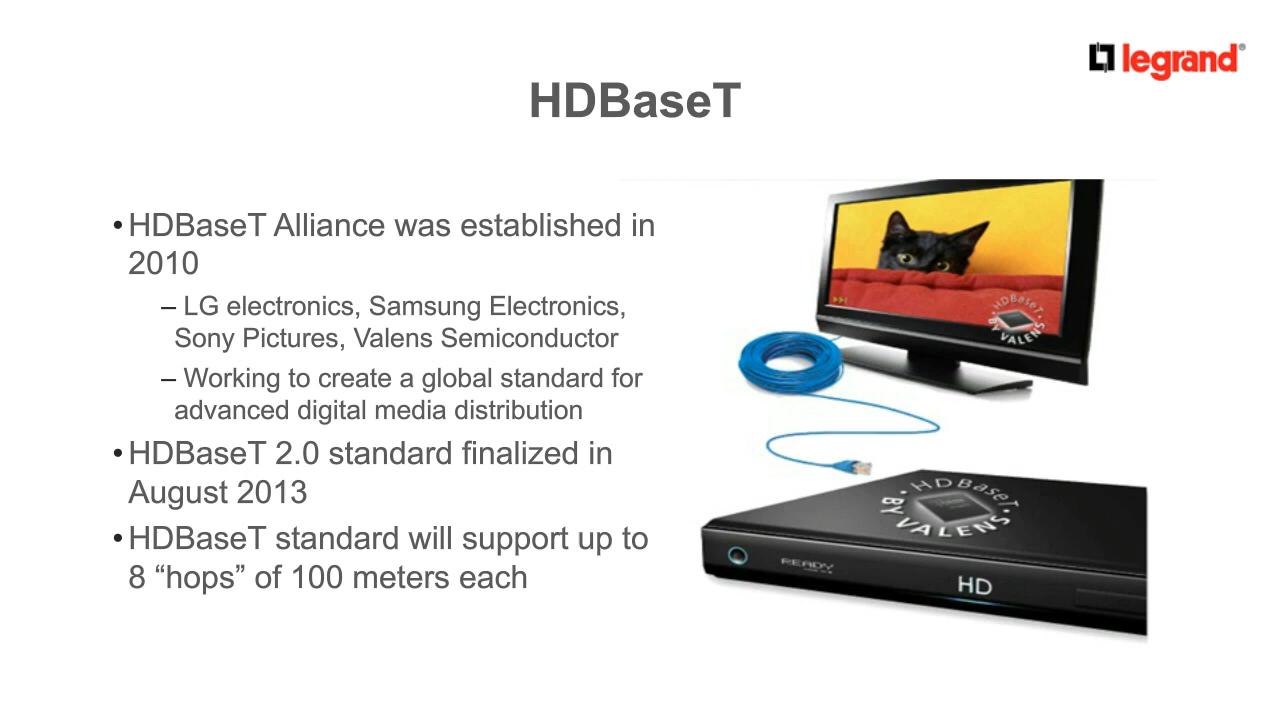 legrand®
HDBaseT
• HDBaseT Alliance was established in
2010
– LG electronics, Samsung Electronics,
Sony Pictures, Valens Semiconductor
– Working to create a global standard for
advanced digital media distribution
• HDBaseT 2.0 standard finalized in
August 2013
• HDBaseT standard will support up to
8 “hops” of 100 meters each
HDBaseT
BY VALENS
HDBaseT
• BY VALENS •
READY
HD